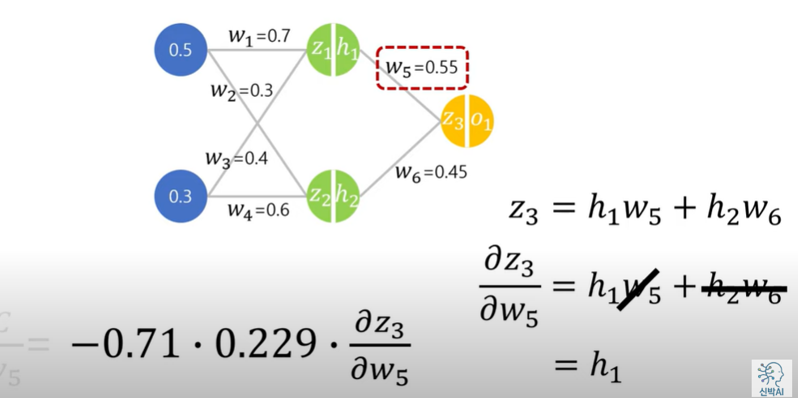 w₁=0.7
0.5
z₁ h₁
w₂=0.3
w₅=0.55
z₃ o₁
w₃=0.4
w₆=0.45
0.3
z₂ h₂
w₄=0.6
z₃ = h₁w₅ + h₂w₆
∂z₃/∂w₅ = h₁w₅ + h₂w₆
= h₁
= −0.71 · 0.229 · ∂z₃/∂w₅
신박AI